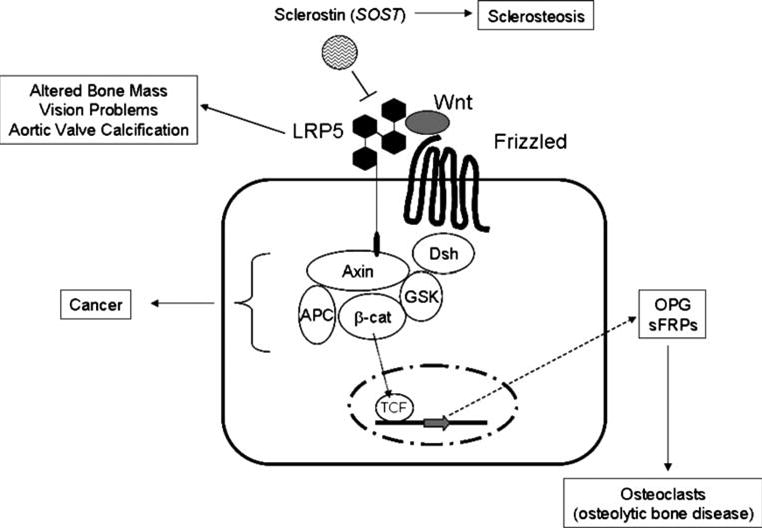 Sclerostin (SOST)
Sclerosteosis
Altered Bone Mass
Vision Problems
Aortic Valve Calcification
LRP5
Wnt
Frizzled
Dsh
Axin
GSK
APC
β-cat
Cancer
OPG
sFRPs
TCF
Osteoclasts
(osteolytic bone disease)